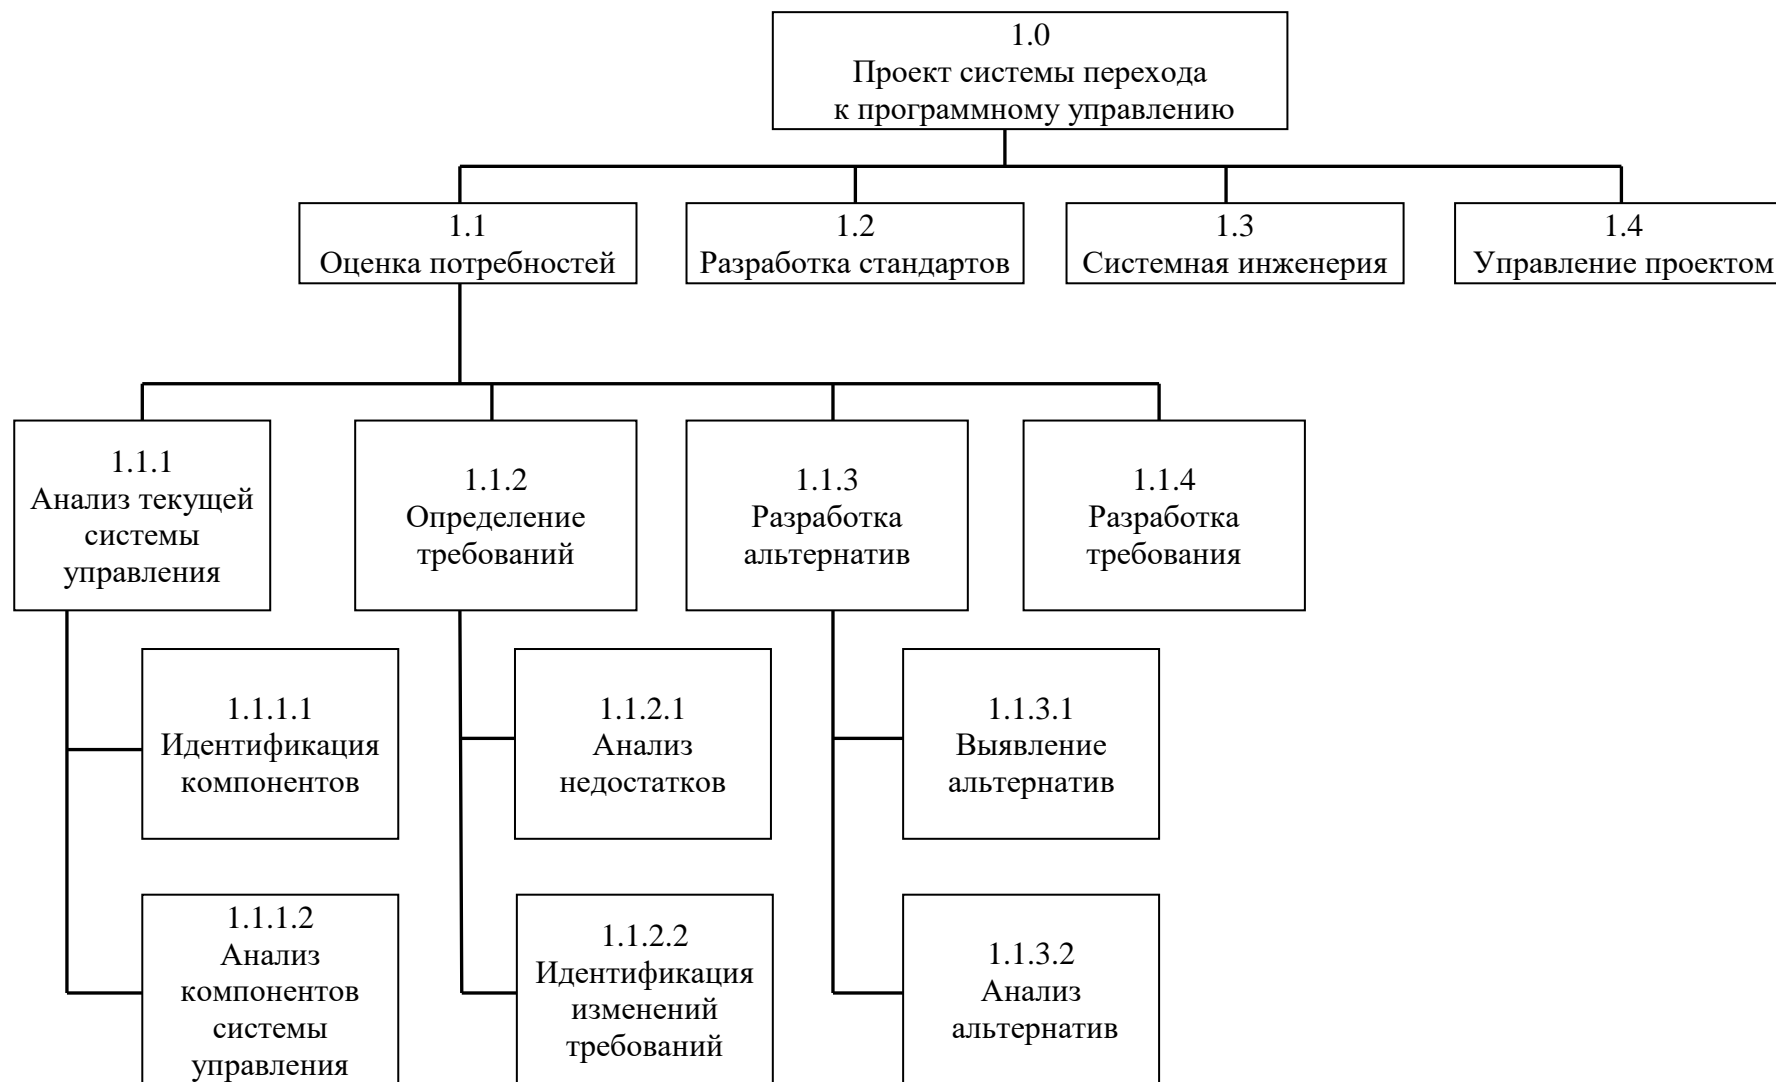 1.0
Проект системы перехода
к программному управлению
1.1
Оценка потребностей
1.2
Разработка стандартов
1.3
Системная инженерия
1.4
Управление проектом
1.1.1
Анализ текущей
системы
управления
1.1.2
Определение
требований
1.1.3
Разработка
альтернатив
1.1.4
Разработка
требования
1.1.1.1
Идентификация
компонентов
1.1.2.1
Анализ
недостатков
1.1.3.1
Выявление
альтернатив
1.1.1.2
Анализ
компонентов
системы
управления
1.1.2.2
Идентификация
изменений
требований
1.1.3.2
Анализ
альтернатив